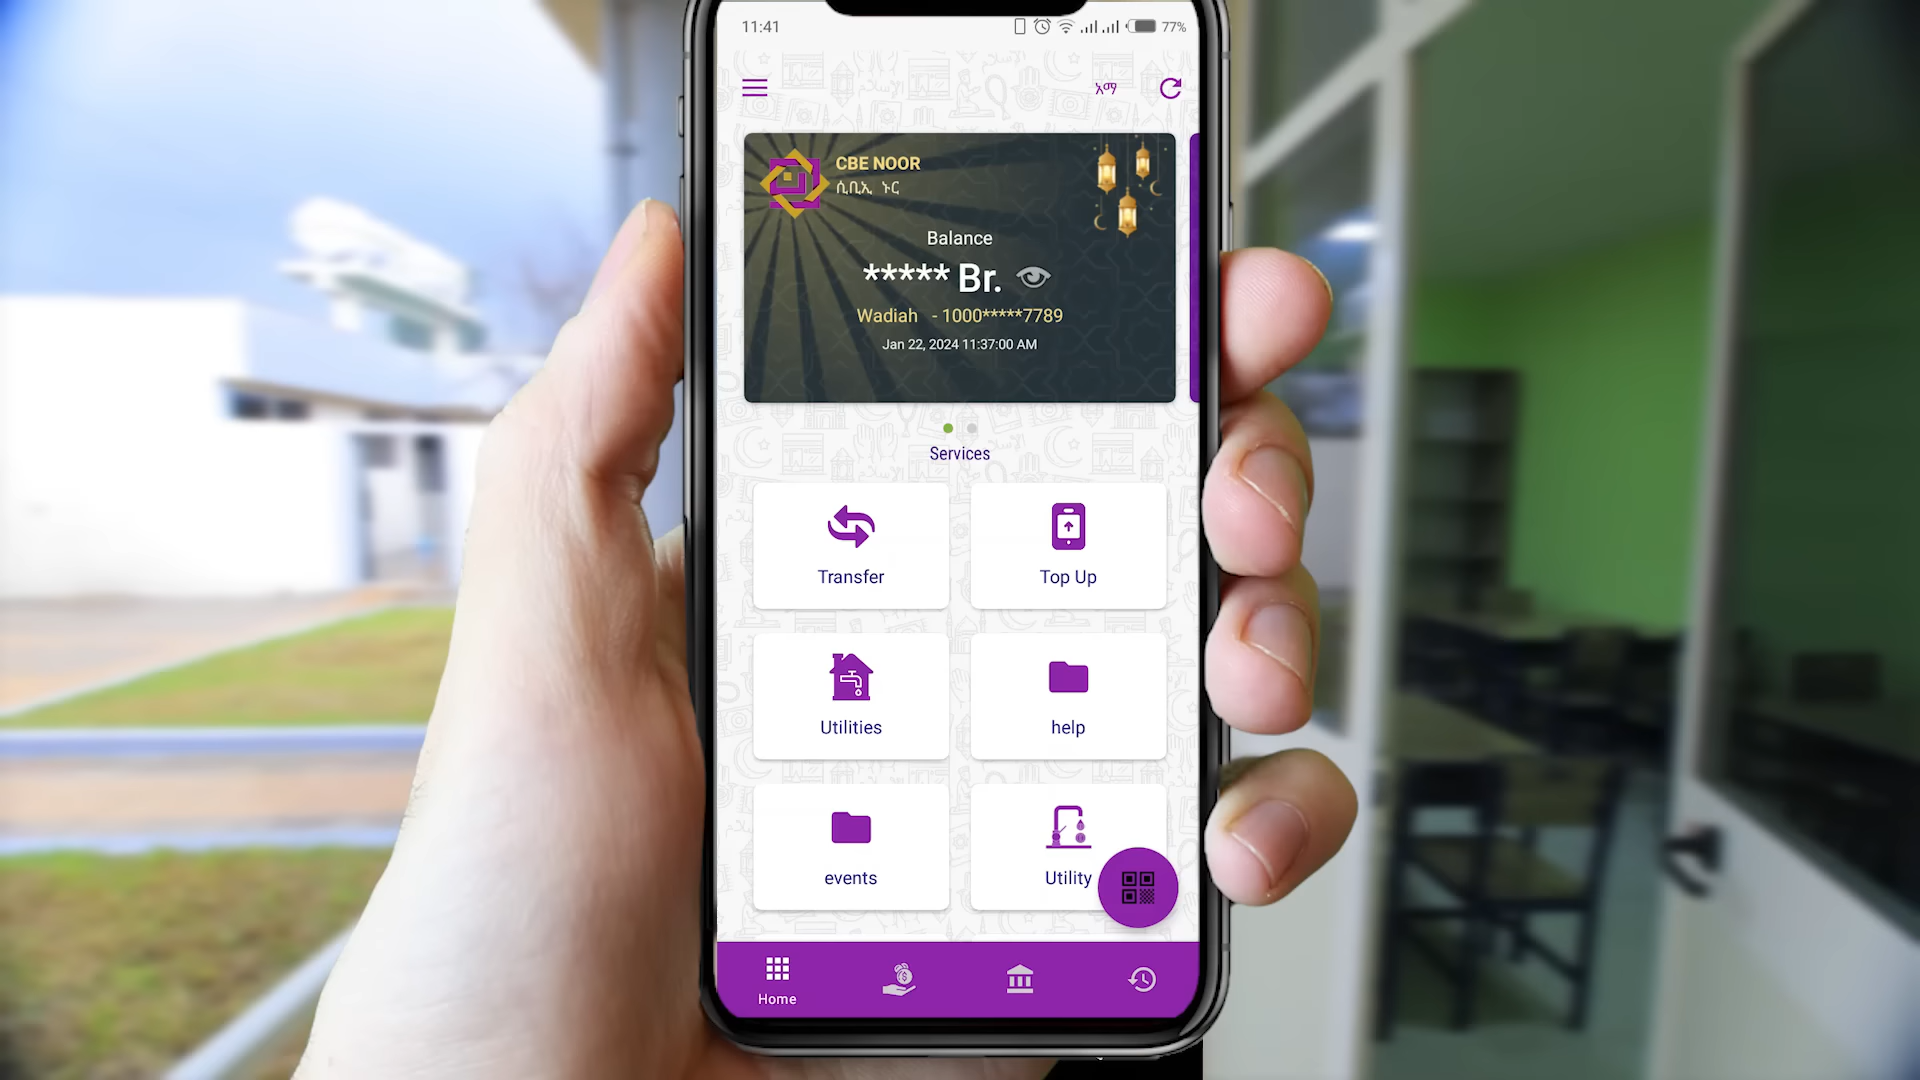 11:41
77%
አማ
CBE NOOR
ሲቢኢ ኑር
Balance
***** Br.
Wadiah - 1000*****7789
Jan 22, 2024 11:37:00 AM
Services
Transfer
Top Up
Utilities
help
events
Utility
Home